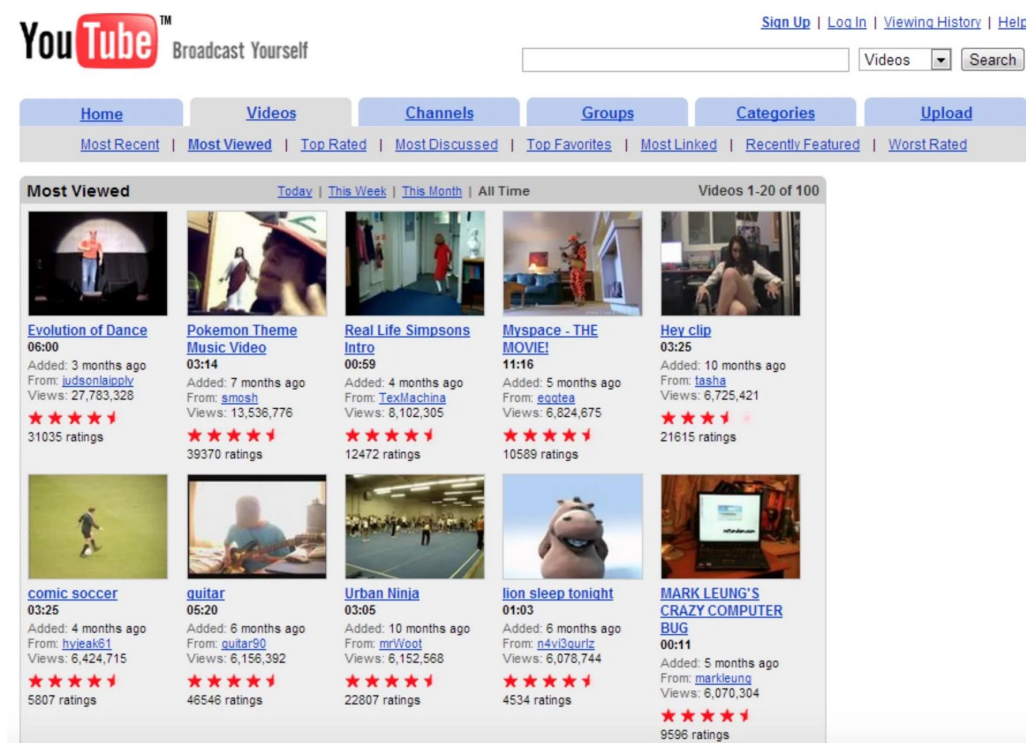 YouTube™
Broadcast Yourself
Sign Up | Log In | Viewing History | Help
Videos Search
Home Videos Channels Groups Categories Upload
Most Recent | Most Viewed | Top Rated | Most Discussed | Top Favorites | Most Linked | Recently Featured | Worst Rated
Most Viewed Today | This Week | This Month | All Time Videos 1-20 of 100
Evolution of Dance
06:00
Added: 3 months ago
From: judsonlaipply
Views: 27,783,328
31035 ratings
Pokemon Theme
Music Video
03:14
Added: 7 months ago
From: smosh
Views: 13,536,776
39370 ratings
Real Life Simpsons
Intro
00:59
Added: 4 months ago
From: TexMachina
Views: 8,102,305
12472 ratings
Myspace - THE
MOVIE!
11:16
Added: 5 months ago
From: eggtea
Views: 6,824,675
10589 ratings
Hey clip
03:25
Added: 10 months ago
From: tasha
Views: 6,725,421
21615 ratings
comic soccer
03:25
Added: 4 months ago
From: hvjeak61
Views: 6,424,715
5807 ratings
guitar
05:20
Added: 6 months ago
From: guitar90
Views: 6,156,392
46546 ratings
Urban Ninja
03:05
Added: 10 months ago
From: mrWoot
Views: 6,152,568
22807 ratings
lion sleep tonight
01:03
Added: 6 months ago
From: n4vi3gurlz
Views: 6,078,744
4534 ratings
MARK LEUNG'S
CRAZY COMPUTER
BUG
00:11
Added: 5 months ago
From: markleung
Views: 6,070,304
9596 ratings